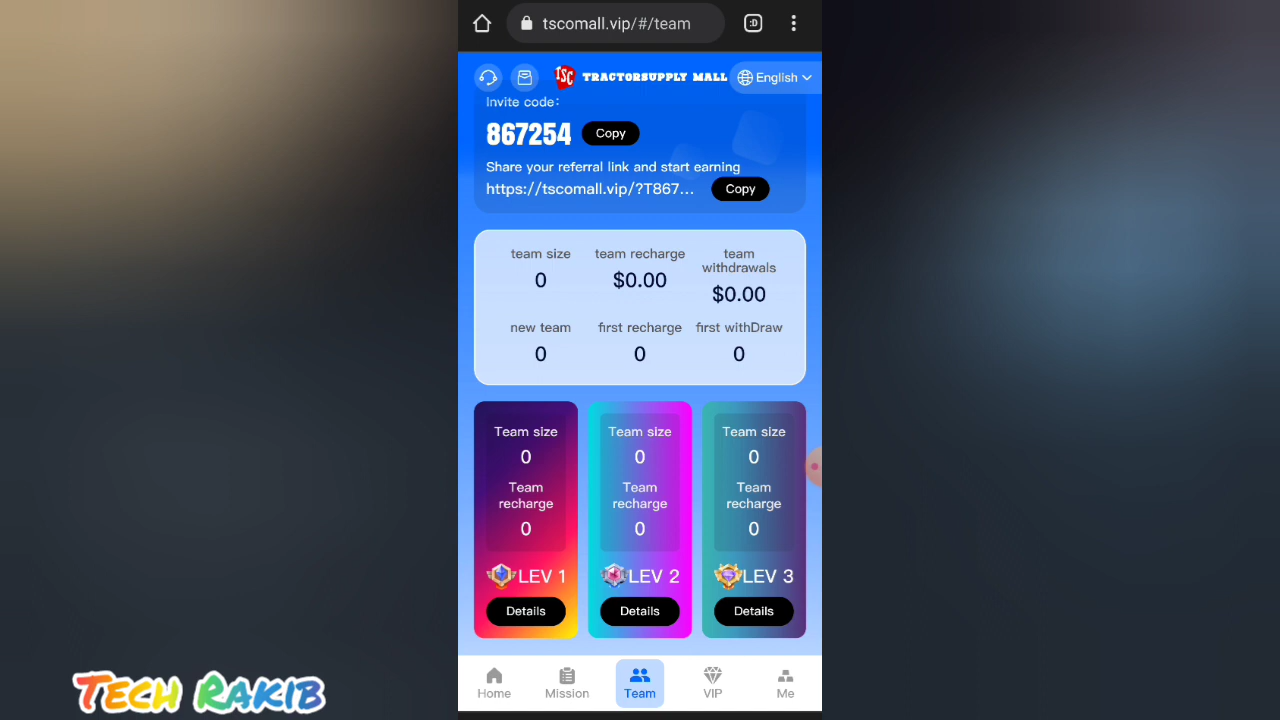 tscomall.vip/#/team
:D
TSC TRACTORSUPPLY MALL
English
Invite code:
867254 Copy
Share your referral link and start earning
https://tscomall.vip/?T867... Copy
team size team recharge team withdrawals
0 $0.00 $0.00
new team first recharge first withDraw
0 0 0
Team size Team size Team size
0 0 0
Team Team Team
recharge recharge recharge
0 0 0
LEV 1 LEV 2 LEV 3
Details Details Details
Home Mission Team VIP Me
TECH RAKIB